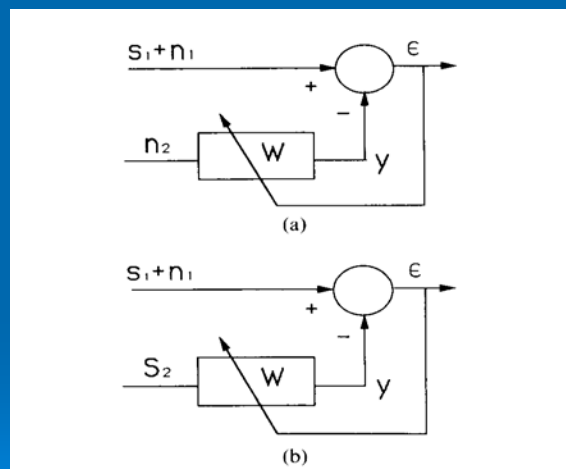 s₁+n₁
ε
+
−
n₂
W
y
(a)
s₁+n₁
ε
+
−
S₂
W
y
(b)